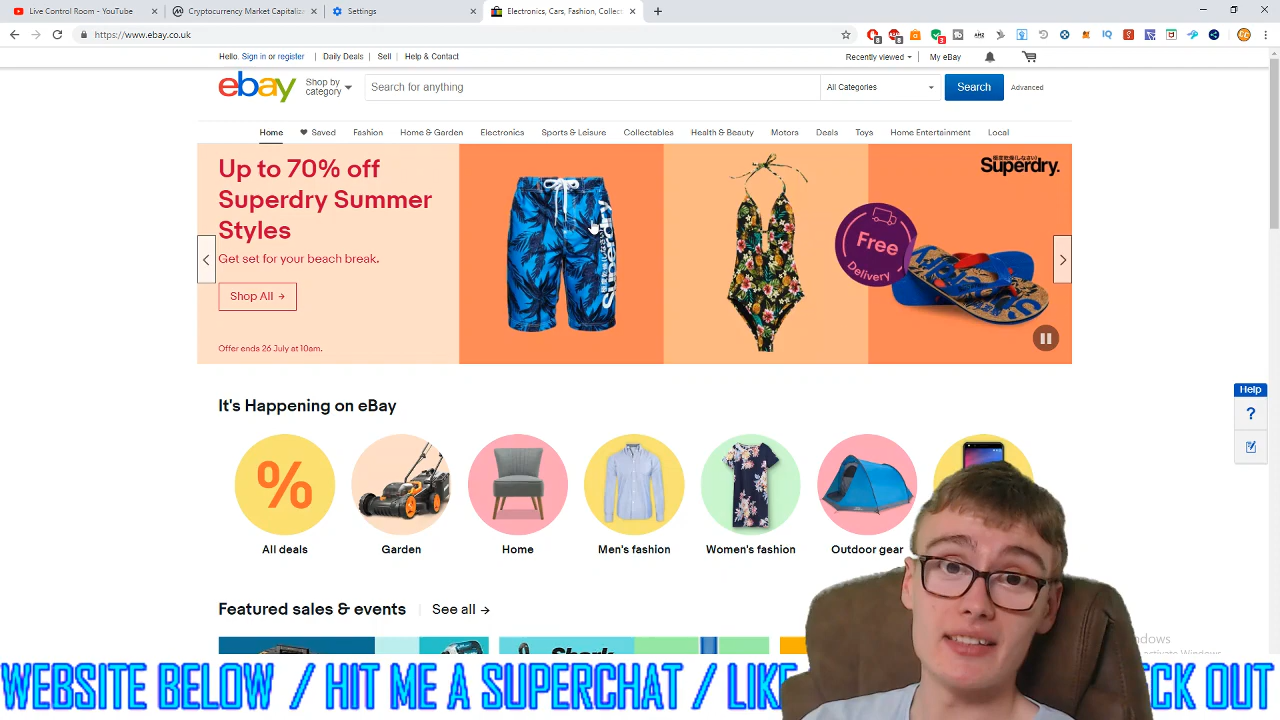 Live Control Room - YouTube
Cryptocurrency Market Capitaliza
Settings
Electronics, Cars, Fashion, Collect
https://www.ebay.co.uk
Hello. Sign in or register
Daily Deals
Sell
Help & Contact
Recently viewed
My eBay
ebay
Shop by
category
Search for anything
All Categories
Search
Advanced
Home
Saved
Fashion
Home & Garden
Electronics
Sports & Leisure
Collectables
Health & Beauty
Motors
Deals
Toys
Home Entertainment
Local
Up to 70% off
Superdry Summer
Styles
Get set for your beach break.
Shop All →
Offer ends 26 July at 10am.
Superdry
Superdry.
Free
Delivery
Help
?
It's Happening on eBay
%
All deals
Garden
Home
Men's fashion
Women's fashion
Outdoor gear
Featured sales & events
See all →
Shark
ndows
activate Windows
WEBSITE BELOW / HIT ME A SUPERCHAT / LIKE CK OUT